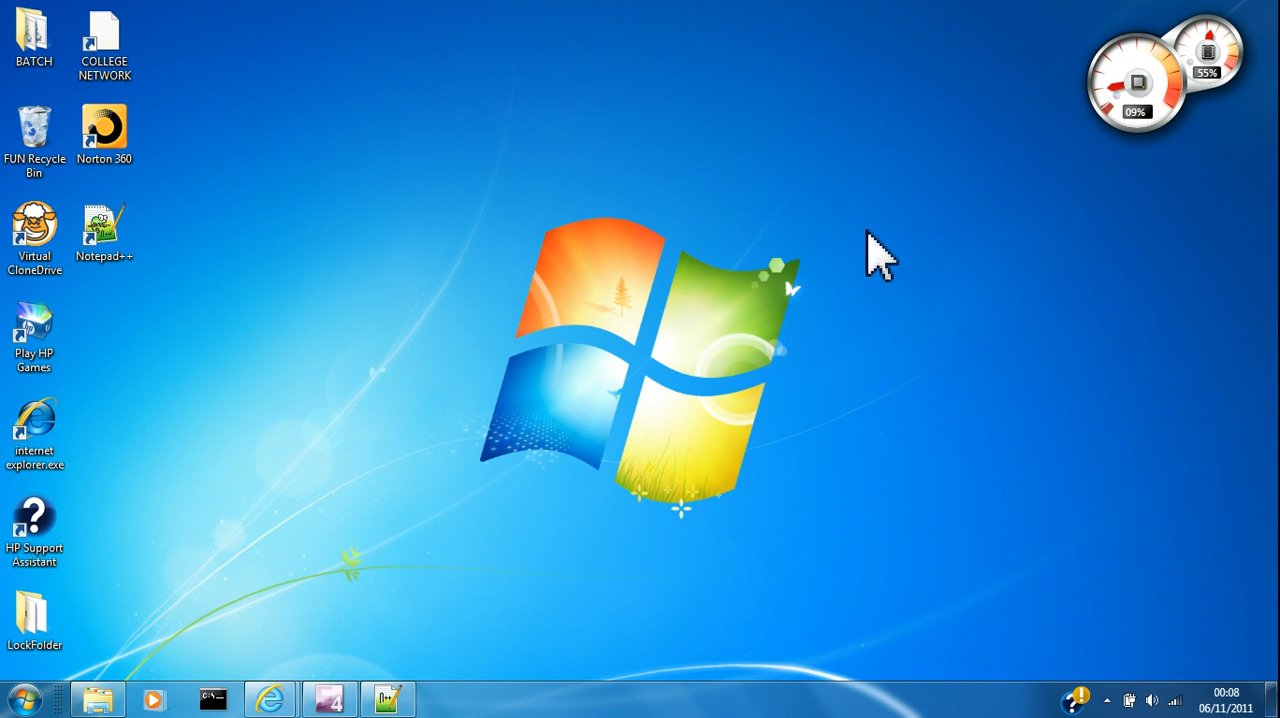 BATCH
COLLEGE
NETWORK
FUN Recycle
Bin
Norton 360
Virtual
CloneDrive
Notepad++
Play HP
Games
internet
explorer.exe
HP Support
Assistant
LockFolder
55%
09%
C:\_
4
00:08
06/11/2011